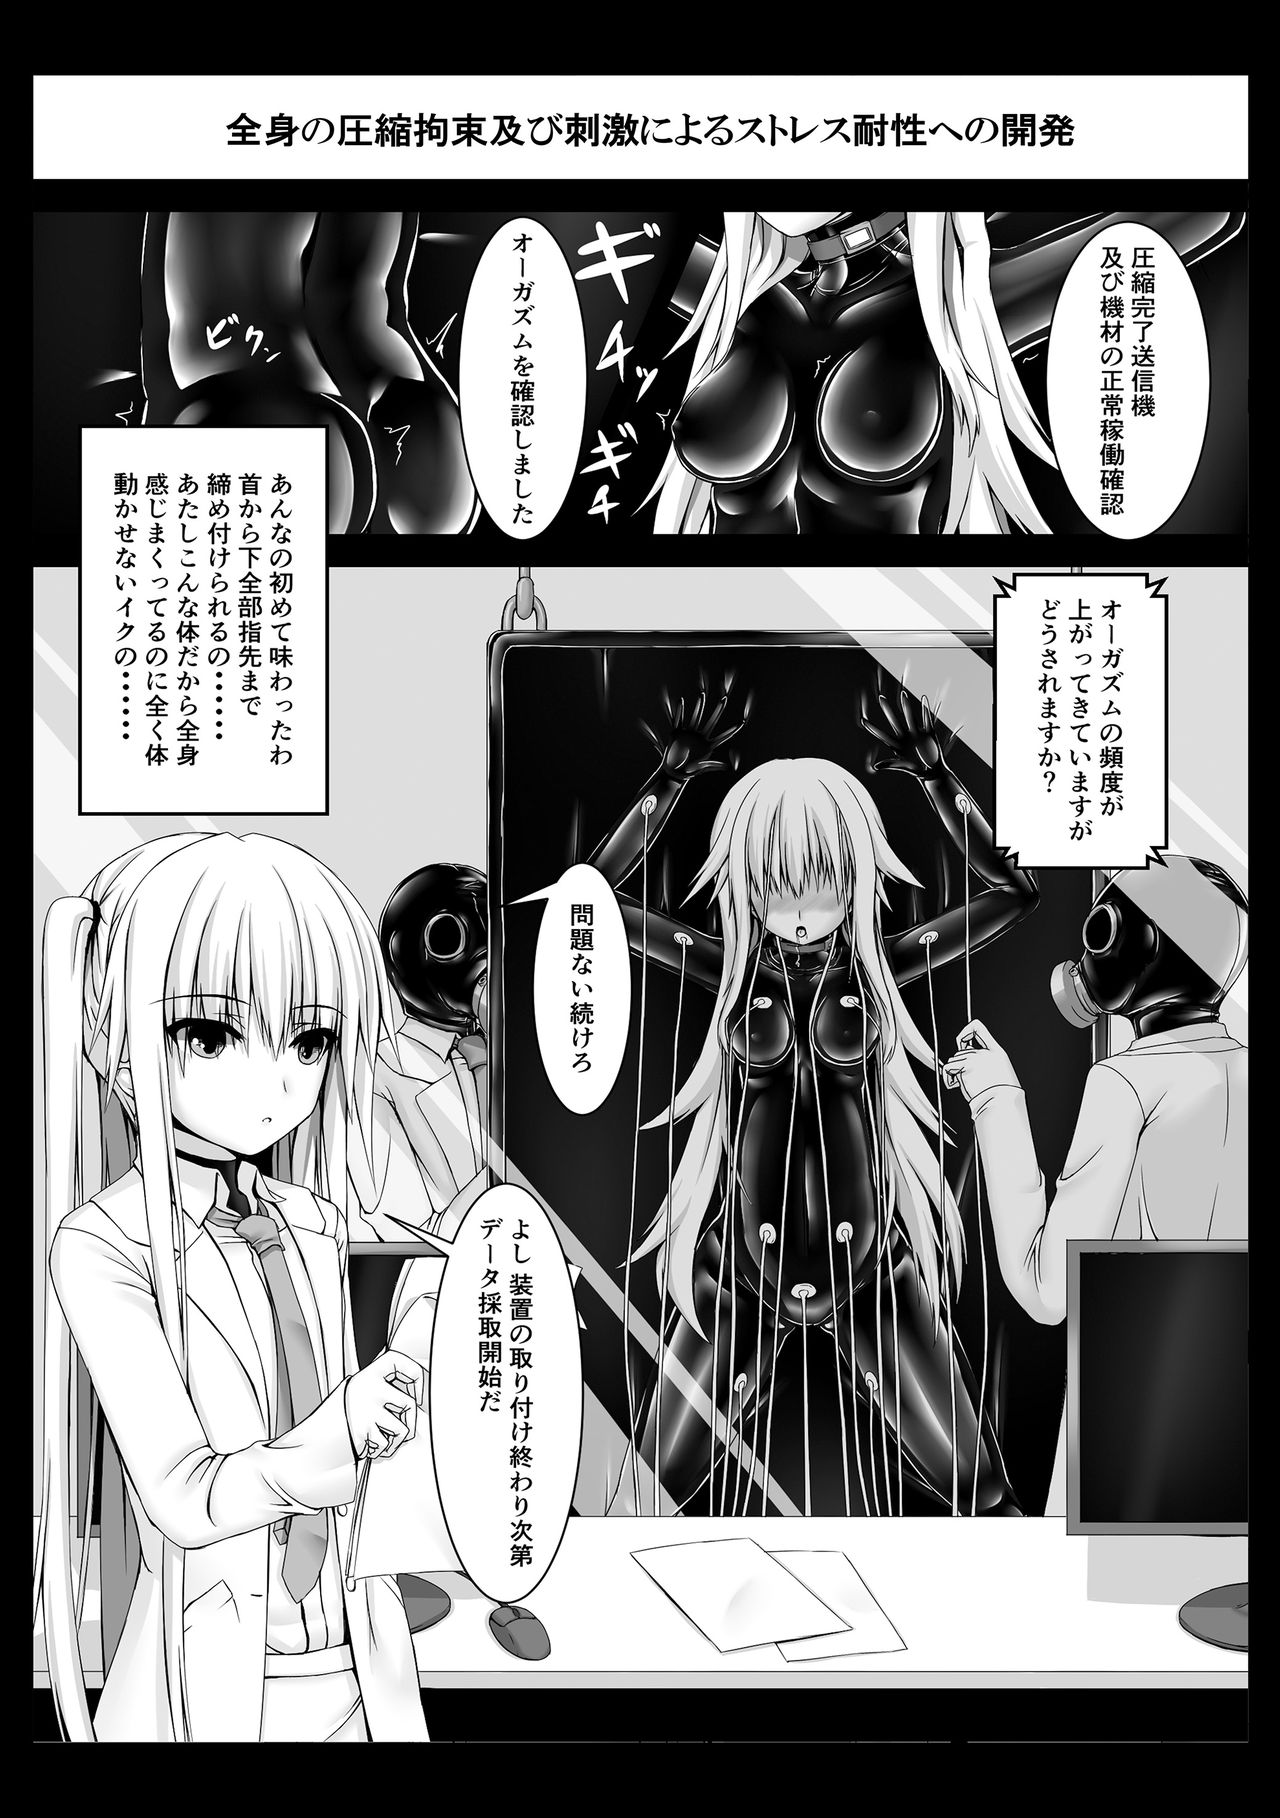 全身の圧縮拘束及び刺激によるストレス耐性への開発
圧縮完了送信機
及び機材の正常稼働確認
ギチギチッ
オーガズムを確認しました
ビクン
あんなの初めて味わったわ
首から下全部指先まで
締め付けられるの……
あたしこんな体だから全身
感じまくってるのに全く体
動かせないイクの……
オーガズムの頻度が
上がってきていますが
どうされますか？
問題ない続けろ
よし 装置の取り付け終わり次第
データ採取開始だ